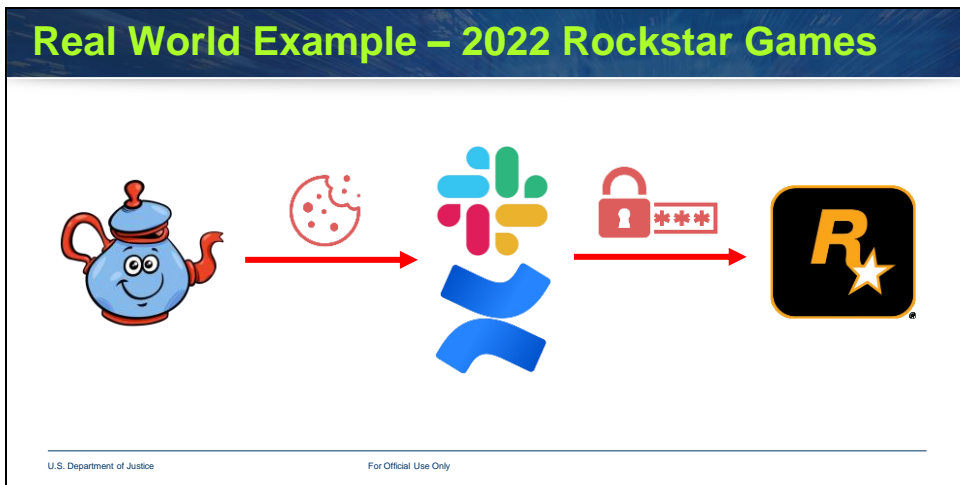 Real World Example – 2022 Rockstar Games
***
R
U.S. Department of Justice For Official Use Only